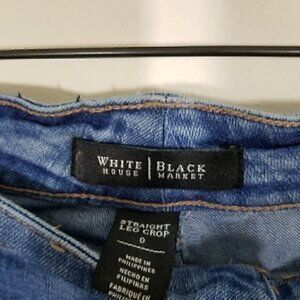 WHITE | BLACK
HOUSE | MARKET
STRAIGHT
LEG CROP
0
MADE IN
PHILIPPINES
HECHO EN
FILIPINAS
FABRIQUÉ EN